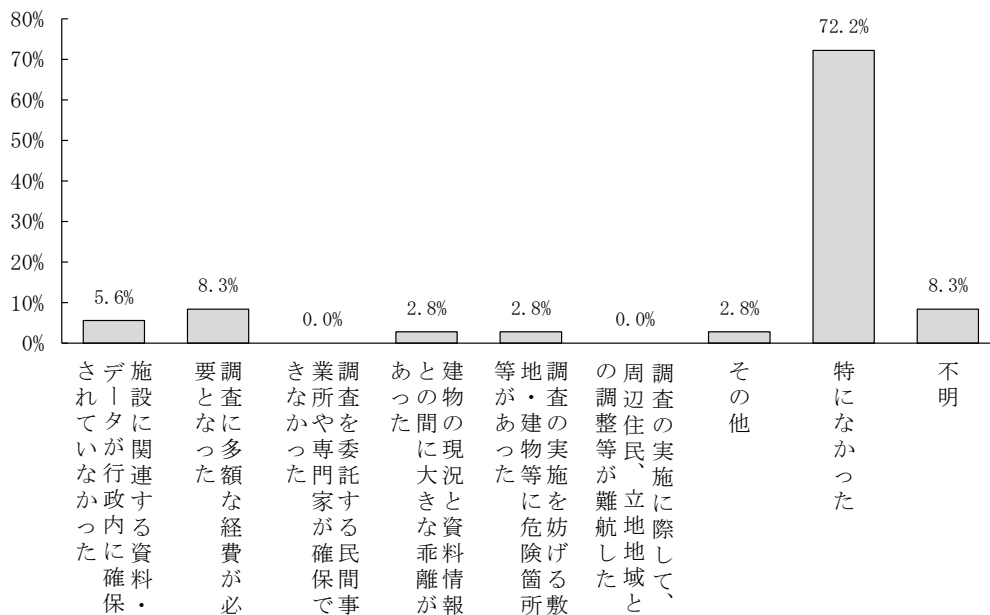 80%
70%
60%
50%
40%
30%
20%
10%
0%
5.6%
8.3%
0.0%
2.8%
2.8%
0.0%
2.8%
72.2%
8.3%
施設に関連する資料・
データが行政内に確保
されていなかった
調査に多額な経費が必
要となった
調査を委託する民間事
業所や専門家が確保で
きなかった
建物の現況と資料情報
との間に大きな乖離が
あった
調査の実施を妨げる敷
地・建物等に危険箇所
等があった
調査の実施に際して、
周辺住民、立地地域と
の調整等が難航した
その他
特になかった
不明